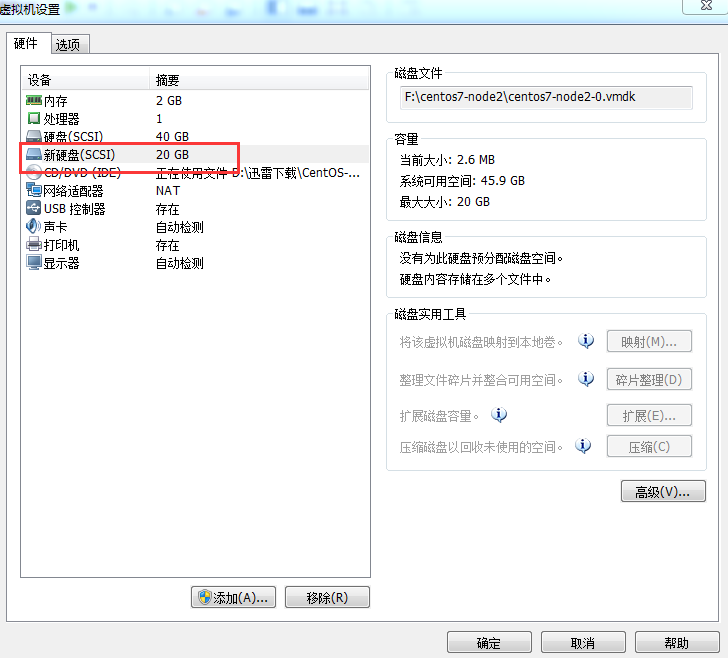 虚拟机设置
硬件 选项
设备 摘要
内存 2 GB
处理器 1
硬盘(SCSI) 40 GB
新硬盘(SCSI) 20 GB
CD/DVD (IDE) 正在使用文件 D:\迅雷下载\CentOS-...
网络适配器 NAT
USB 控制器 存在
声卡 自动检测
打印机 存在
显示器 自动检测
添加(A)... 移除(R)
磁盘文件
F:\centos7-node2\centos7-node2-0.vmdk
容量
当前大小: 2.6 MB
系统可用空间: 45.9 GB
最大大小: 20 GB
磁盘信息
没有为此硬盘预分配磁盘空间。
硬盘内容存储在多个文件中。
磁盘实用工具
将该虚拟机磁盘映射到本地卷。 映射(M)...
整理文件碎片并整合可用空间。 碎片整理(D)
扩展磁盘容量。 扩展(E)...
压缩磁盘以回收未使用的空间。 压缩(C)
高级(V)...
确定 取消 帮助